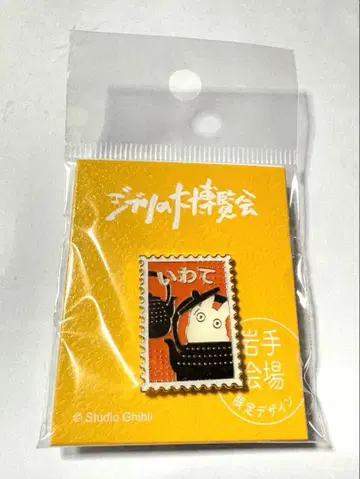 ジブリの大博覧会
いわて
岩手
会場
限定デザイン
© Studio Ghibli